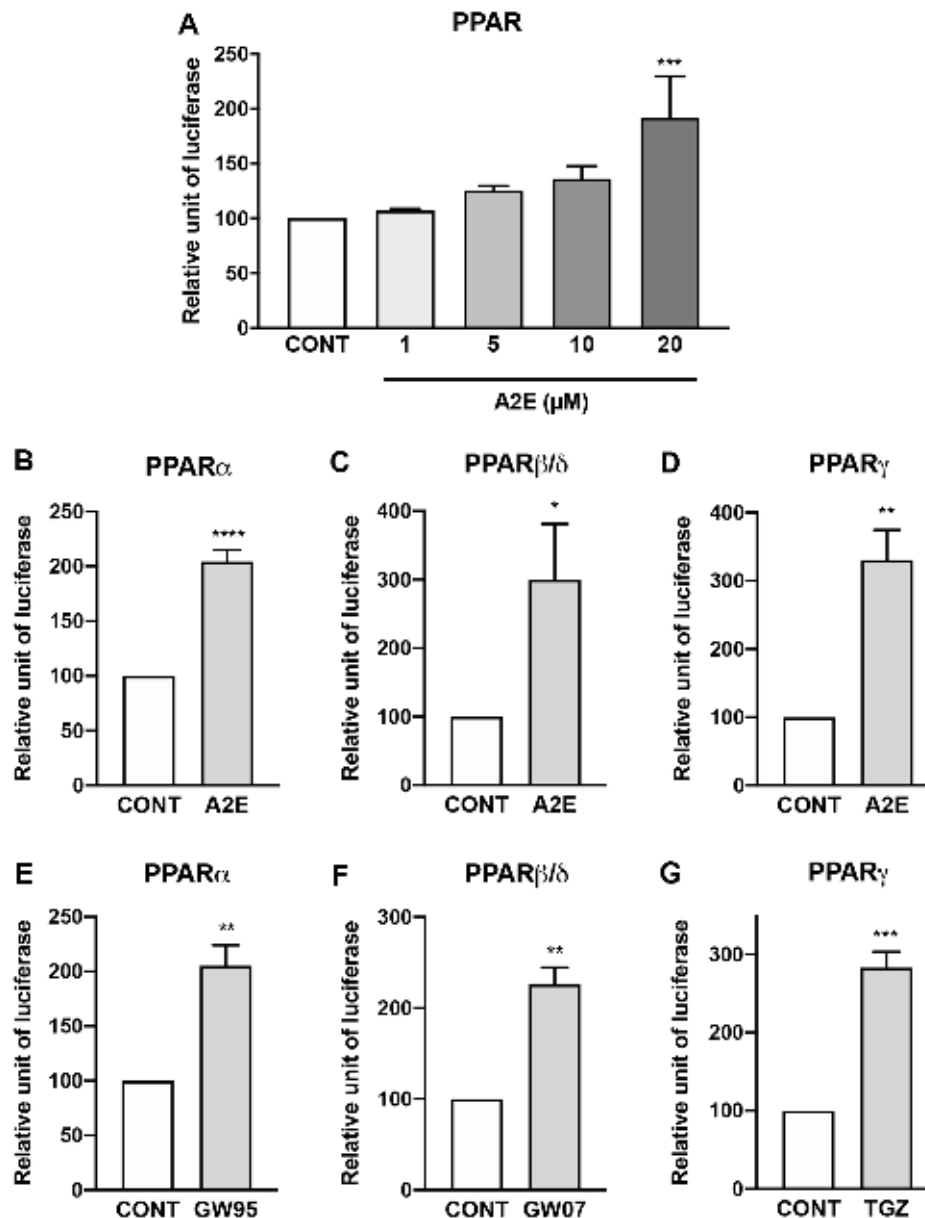 A
PPAR
Relative unit of luciferase
250
200
150
100
50
0
***
CONT 1 5 10 20
A2E (µM)
B
PPARα
Relative unit of luciferase
250
200
150
100
50
0
****
CONT A2E
C
PPARβ/δ
Relative unit of luciferase
400
300
200
100
0
*
CONT A2E
D
PPARγ
Relative unit of luciferase
400
300
200
100
0
**
CONT A2E
E
PPARα
Relative unit of luciferase
250
200
150
100
50
0
**
CONT GW95
F
PPARβ/δ
Relative unit of luciferase
300
200
100
0
**
CONT GW07
G
PPARγ
Relative unit of luciferase
300
200
100
0
***
CONT TGZ